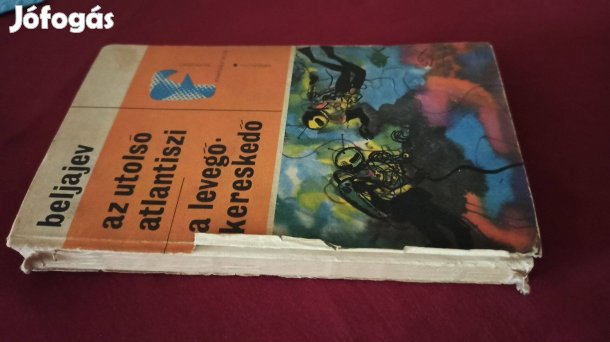 Jófogás
beljajev
az utolsó
atlantiszi
a levegő-
kereskedő